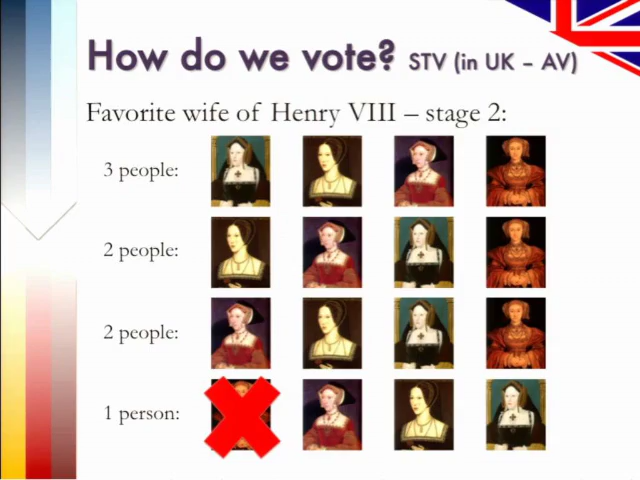 How do we vote? STV (in UK – AV)
Favorite wife of Henry VIII – stage 2:
3 people:
2 people:
2 people:
1 person: